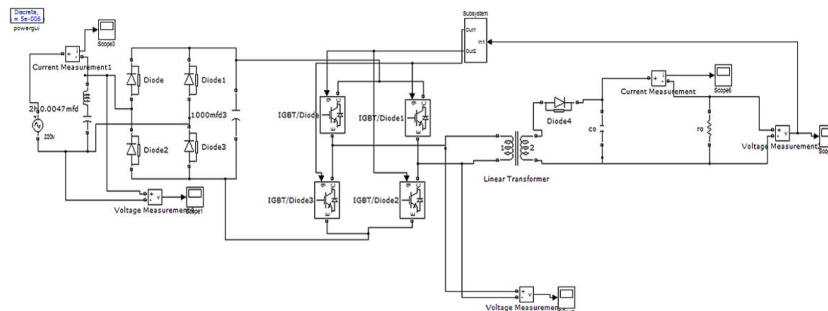 Discrete,
= 5e-006
powergui
Scope3
Current Measurement1
2h,0.0047mfd
220v
Diode
Diode1
1000mfd3
Diode2
Diode3
Voltage Measurement
Scope1
Subsystem
Out1
Out2
In1
IGBT/Diode
IGBT/Diode1
IGBT/Diode3
IGBT/Diode2
1
2
Linear Transformer
Diode4
co
Current Measurement
Scope6
ro
Voltage Measurement
Voltage Measurement